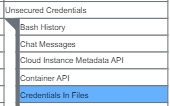 Unsecured Credentials
Bash History
Chat Messages
Cloud Instance Metadata API
Container API
Credentials In Files